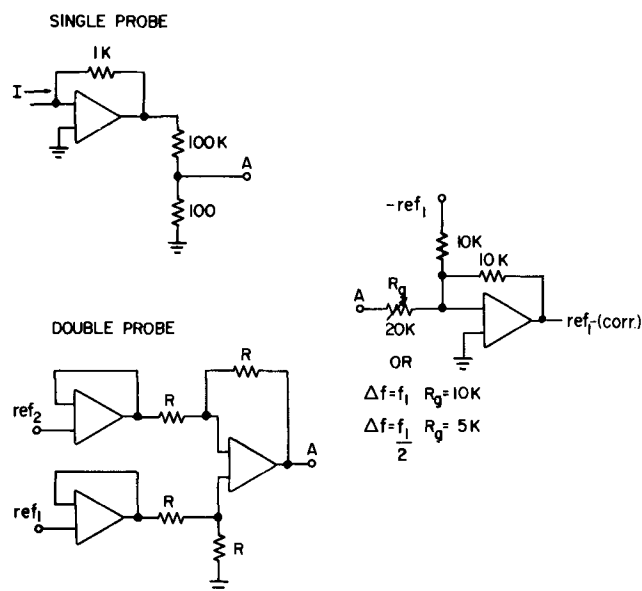 SINGLE PROBE
1K
I
100K
A
100
-ref₁
10K
10K
A
Rg
20K
ref₁-(corr.)
OR
Δf=f₁ Rg=10K
Δf=f₁/2 Rg=5K
DOUBLE PROBE
R
ref₂
R
A
ref₁
R
R